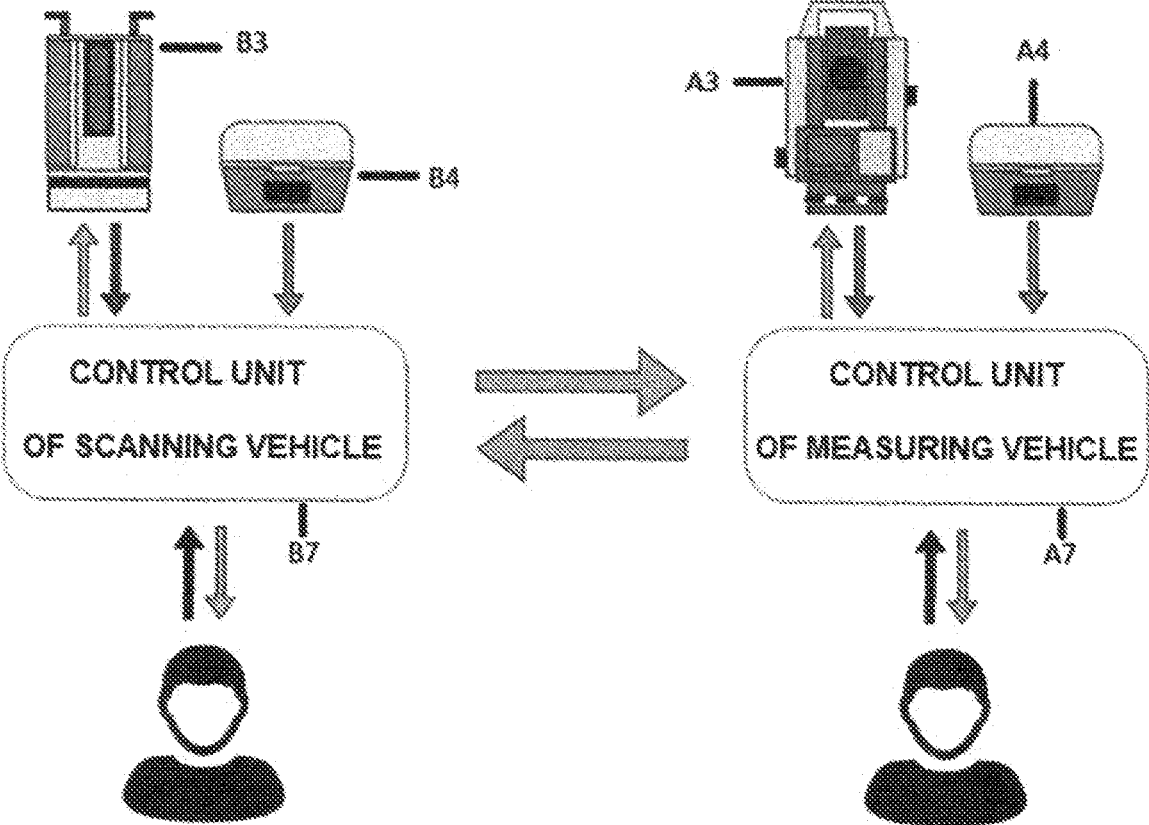 B3
B4
A3
A4
CONTROL UNIT
OF SCANNING VEHICLE
CONTROL UNIT
OF MEASURING VEHICLE
B7
A7